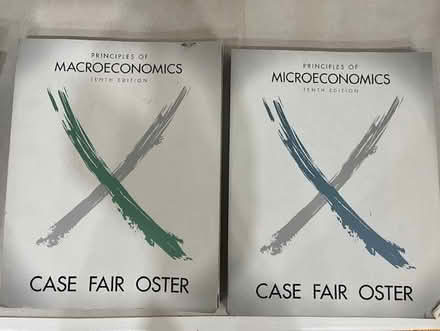 PRINCIPLES OF
MACROECONOMICS
TENTH EDITION
CASE FAIR OSTER
PRINCIPLES OF
MICROECONOMICS
TENTH EDITION
CASE FAIR OSTER